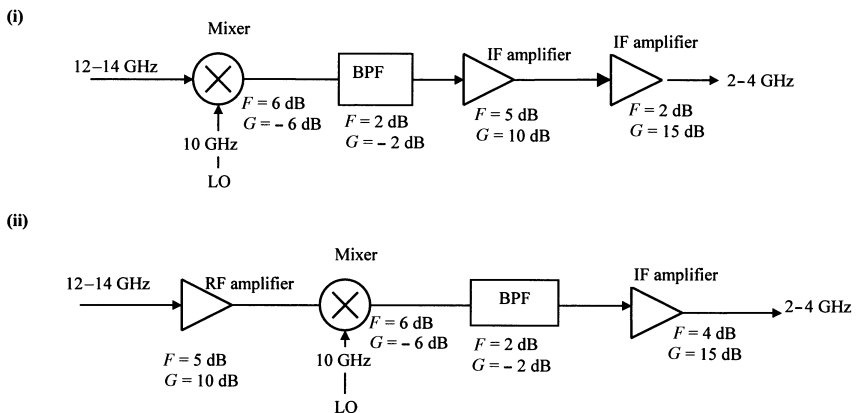 (i)
Mixer
12–14 GHz
BPF
IF amplifier
IF amplifier
2–4 GHz
F = 6 dB
G = – 6 dB
F = 2 dB
G = – 2 dB
F = 5 dB
G = 10 dB
F = 2 dB
G = 15 dB
10 GHz
LO
(ii)
Mixer
12–14 GHz
RF amplifier
BPF
IF amplifier
2–4 GHz
F = 5 dB
G = 10 dB
F = 6 dB
G = – 6 dB
F = 2 dB
G = – 2 dB
F = 4 dB
G = 15 dB
10 GHz
LO